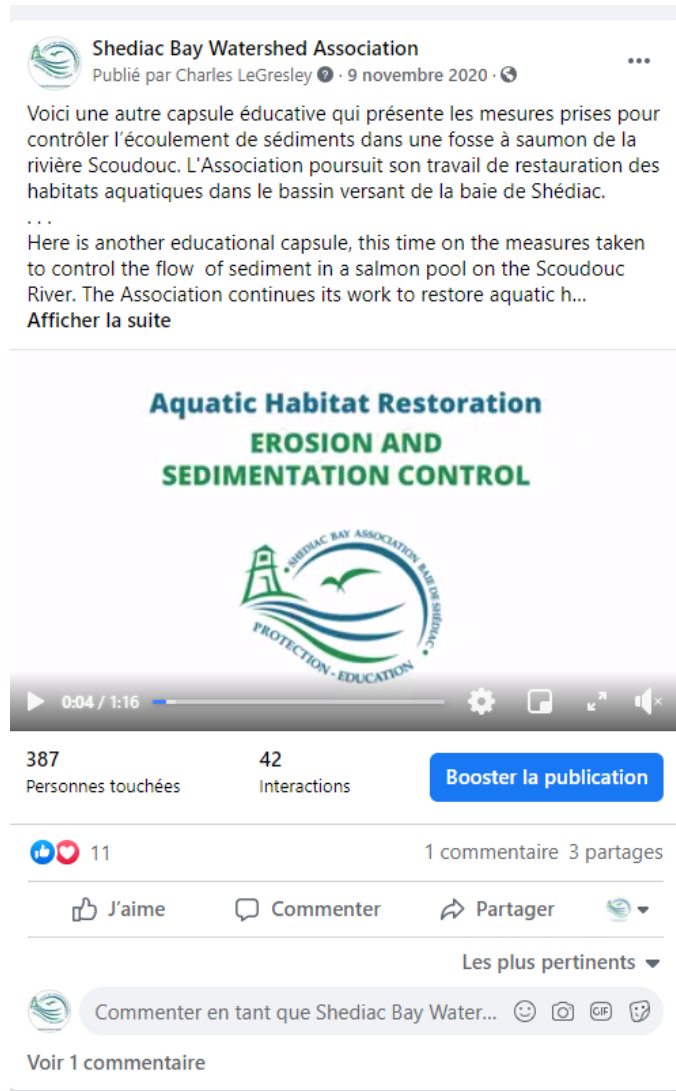 Shediac Bay Watershed Association
Publié par Charles LeGresley · 9 novembre 2020 ·
Voici une autre capsule éducative qui présente les mesures prises pour
contrôler l'écoulement de sédiments dans une fosse à saumon de la
rivière Scoudouc. L'Association poursuit son travail de restauration des
habitats aquatiques dans le bassin versant de la baie de Shédiac.
. . .
Here is another educational capsule, this time on the measures taken
to control the flow of sediment in a salmon pool on the Scoudouc
River. The Association continues its work to restore aquatic h...
Afficher la suite
Aquatic Habitat Restoration
EROSION AND
SEDIMENTATION CONTROL
SHEDIAC BAY ASSOCIATION BAIE DE SHÉDIAC
PROTECTION - EDUCATION
0:04 / 1:16
387 42
Personnes touchées Interactions
Booster la publication
11 1 commentaire 3 partages
J'aime Commenter Partager
Les plus pertinents
Commenter en tant que Shediac Bay Water... GIF
Voir 1 commentaire